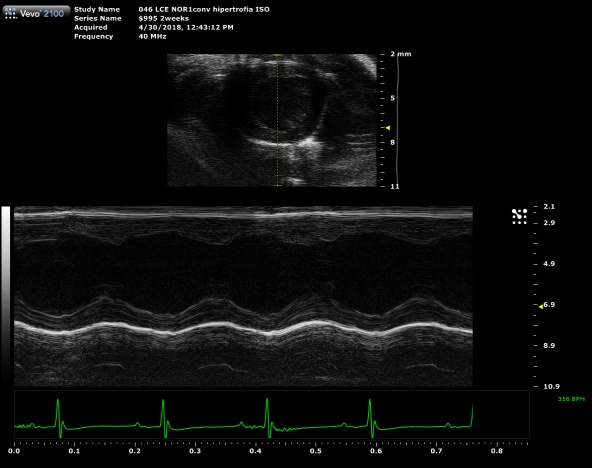 Vevo 2100
Study Name 046 LCE NOR1conv hipertrofia ISO
Series Name S995 2weeks
Acquired 4/30/2018, 12:43:12 PM
Frequency 40 MHz
2 mm
5
8
11
2.1
2.9
4.9
6.9
8.9
10.9
350 BPM
0.0 0.1 0.2 0.3 0.4 0.5 0.6 0.7 0.8